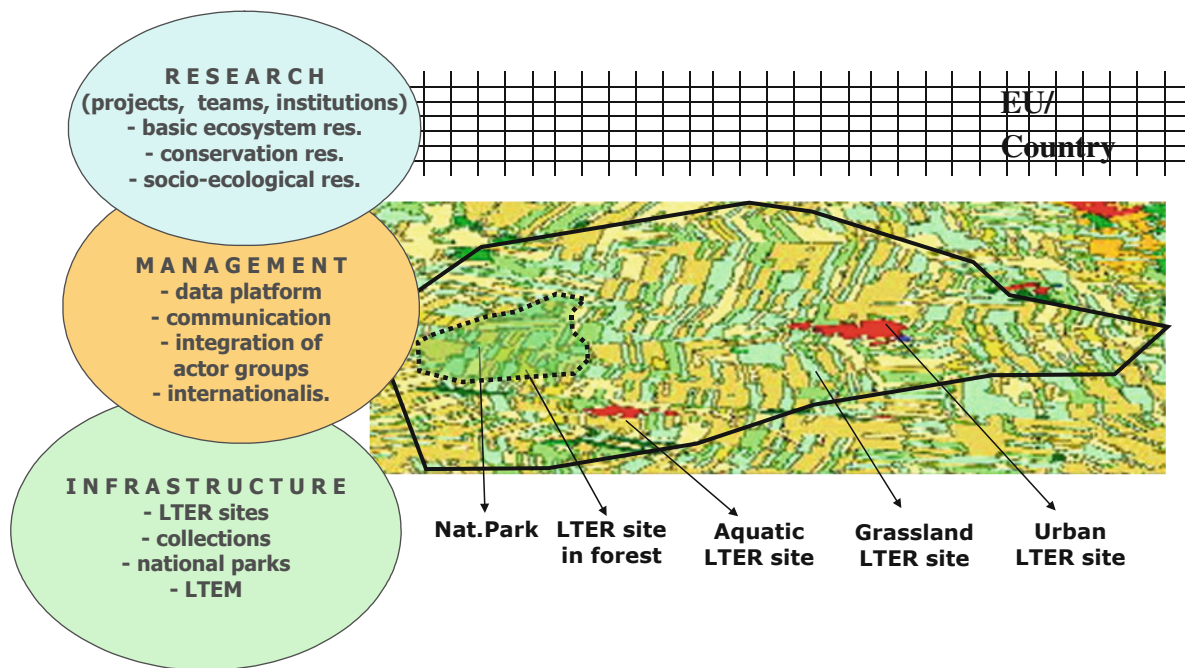 R E S E A R C H
(projects, teams, institutions)
- basic ecosystem res.
- conservation res.
- socio-ecological res.
EU/
Country
M A N A G E M E N T
- data platform
- communication
- integration of
actor groups
- internationalis.
I N F R A S T R U C T U R E
- LTER sites
- collections
- national parks
- LTEM
Nat.Park
LTER site
in forest
Aquatic
LTER site
Grassland
LTER site
Urban
LTER site